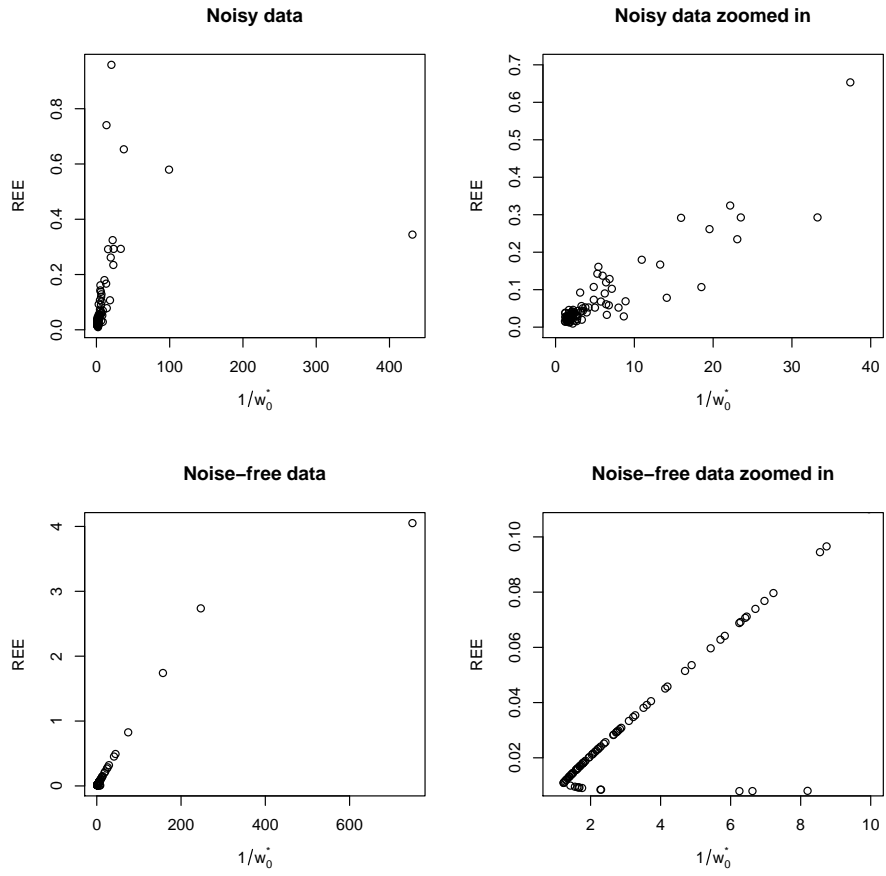 Noisy data
REE
0.0 0.2 0.4 0.6 0.8
0 100 200 300 400
1/w₀*
Noisy data zoomed in
REE
0.0 0.1 0.2 0.3 0.4 0.5 0.6 0.7
0 10 20 30 40
1/w₀*
Noise−free data
REE
0 1 2 3 4
0 200 400 600
1/w₀*
Noise−free data zoomed in
REE
0.02 0.04 0.06 0.08 0.10
2 4 6 8 10
1/w₀*